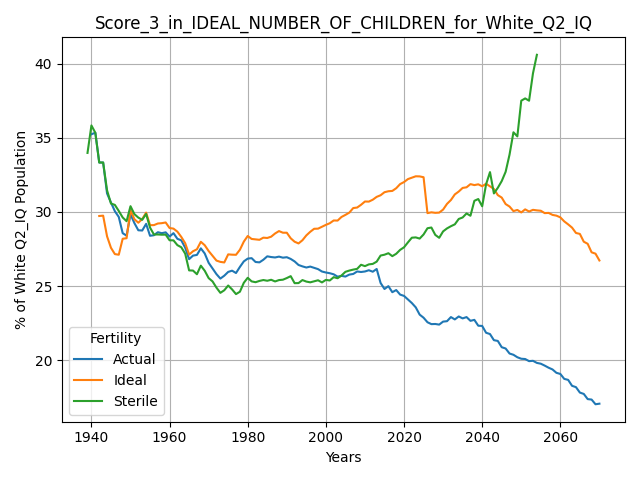 Score_3_in_IDEAL_NUMBER_OF_CHILDREN_for_White_Q2_IQ
% of White Q2_IQ Population
40
35
30
25
20
Fertility
Actual
Ideal
Sterile
1940 1960 1980 2000 2020 2040 2060
Years